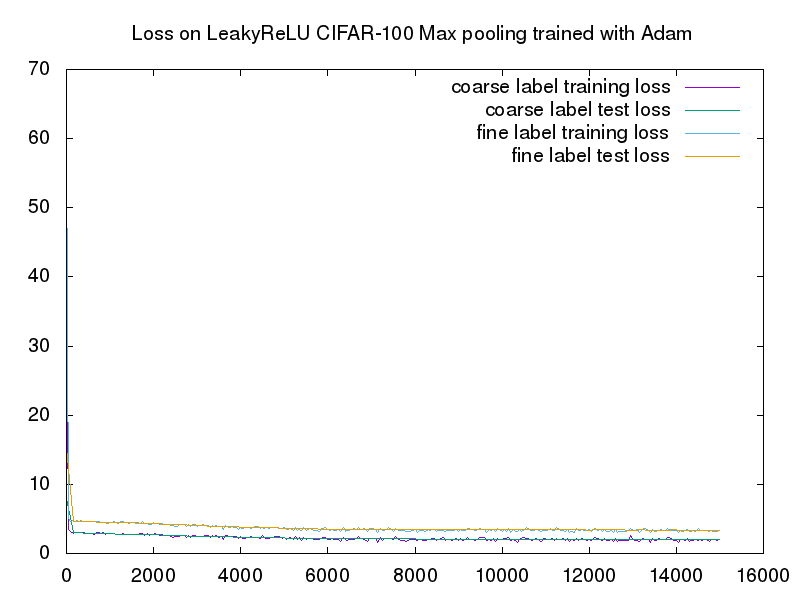 Loss on LeakyReLU CIFAR-100 Max pooling trained with Adam
70
60
50
40
30
20
10
0
coarse label training loss
coarse label test loss
fine label training loss
fine label test loss
0 2000 4000 6000 8000 10000 12000 14000 16000